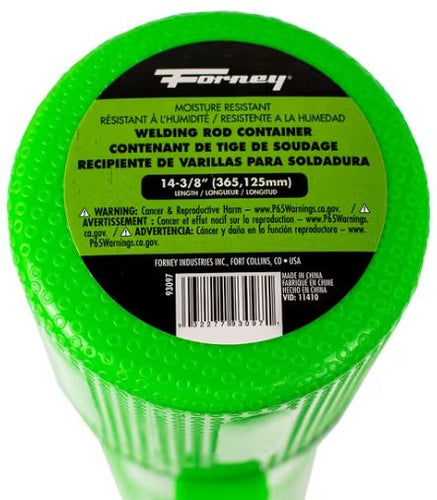 Forney
MOISTURE RESISTANT
RÉSISTANT À L'HUMIDITÉ / RESISTENTE A LA HUMEDAD
WELDING ROD CONTAINER
CONTENANT DE TIGE DE SOUDAGE
RECIPIENTE DE VARILLAS PARA SOLDADURA
14-3/8" (365,125mm)
LENGTH / LONGUEUR / LONGITUD
WARNING: Cancer & Reproductive Harm – www.P65Warnings.ca.gov. /
AVERTISSEMENT : Cancer et effet nocif sur la reproduction – www.P65Warnings.
ca.gov. / ADVERTENCIA: Cáncer y daño en la función reproductora – www.
P65Warnings.ca.gov.
FORNEY INDUSTRIES INC., FORT COLLINS, CO • USA
93097
MADE IN CHINA
FABRIQUÉ EN CHINE
HECHO EN CHINA
VID: 11410
0 32277 93097 1